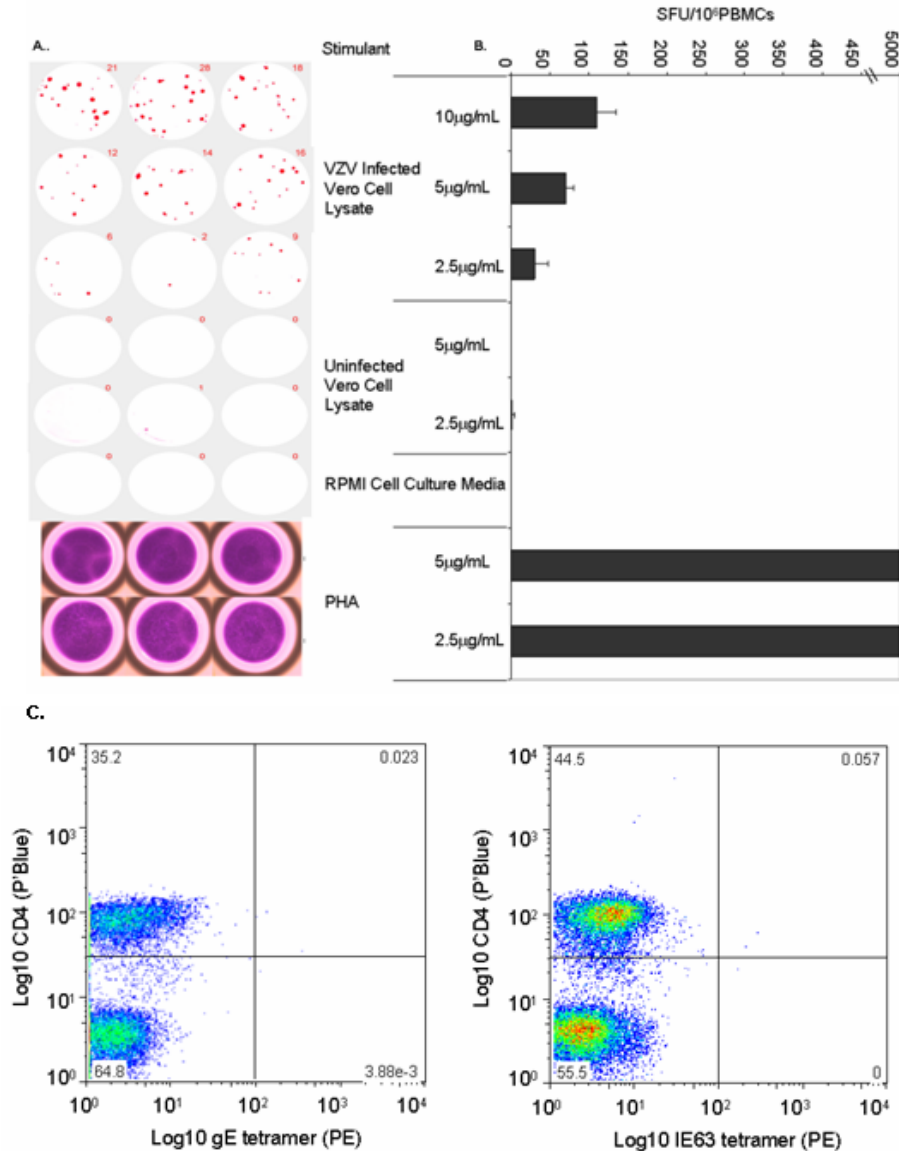 A..
Stimulant
B.
SFU/10⁶PBMCs
0
50
100
150
200
250
300
350
400
450
5000
21
28
18
10µg/mL
12
14
16
VZV Infected
Vero Cell
Lysate
5µg/mL
6
2
9
2.5µg/mL
0
0
0
5µg/mL
Uninfected
Vero Cell
Lysate
0
1
0
2.5µg/mL
0
0
0
RPMI Cell Culture Media
5µg/mL
PHA
2.5µg/mL
C.
35.2
0.023
64.8
3.88e-3
10⁴
10³
10²
10¹
10⁰
Log10 CD4 (P'Blue)
10⁰
10¹
10²
10³
10⁴
Log10 gE tetramer (PE)
44.5
0.057
55.5
0
10⁴
10³
10²
10¹
10⁰
Log10 CD4 (P'Blue)
10⁰
10¹
10²
10³
10⁴
Log10 IE63 tetramer (PE)